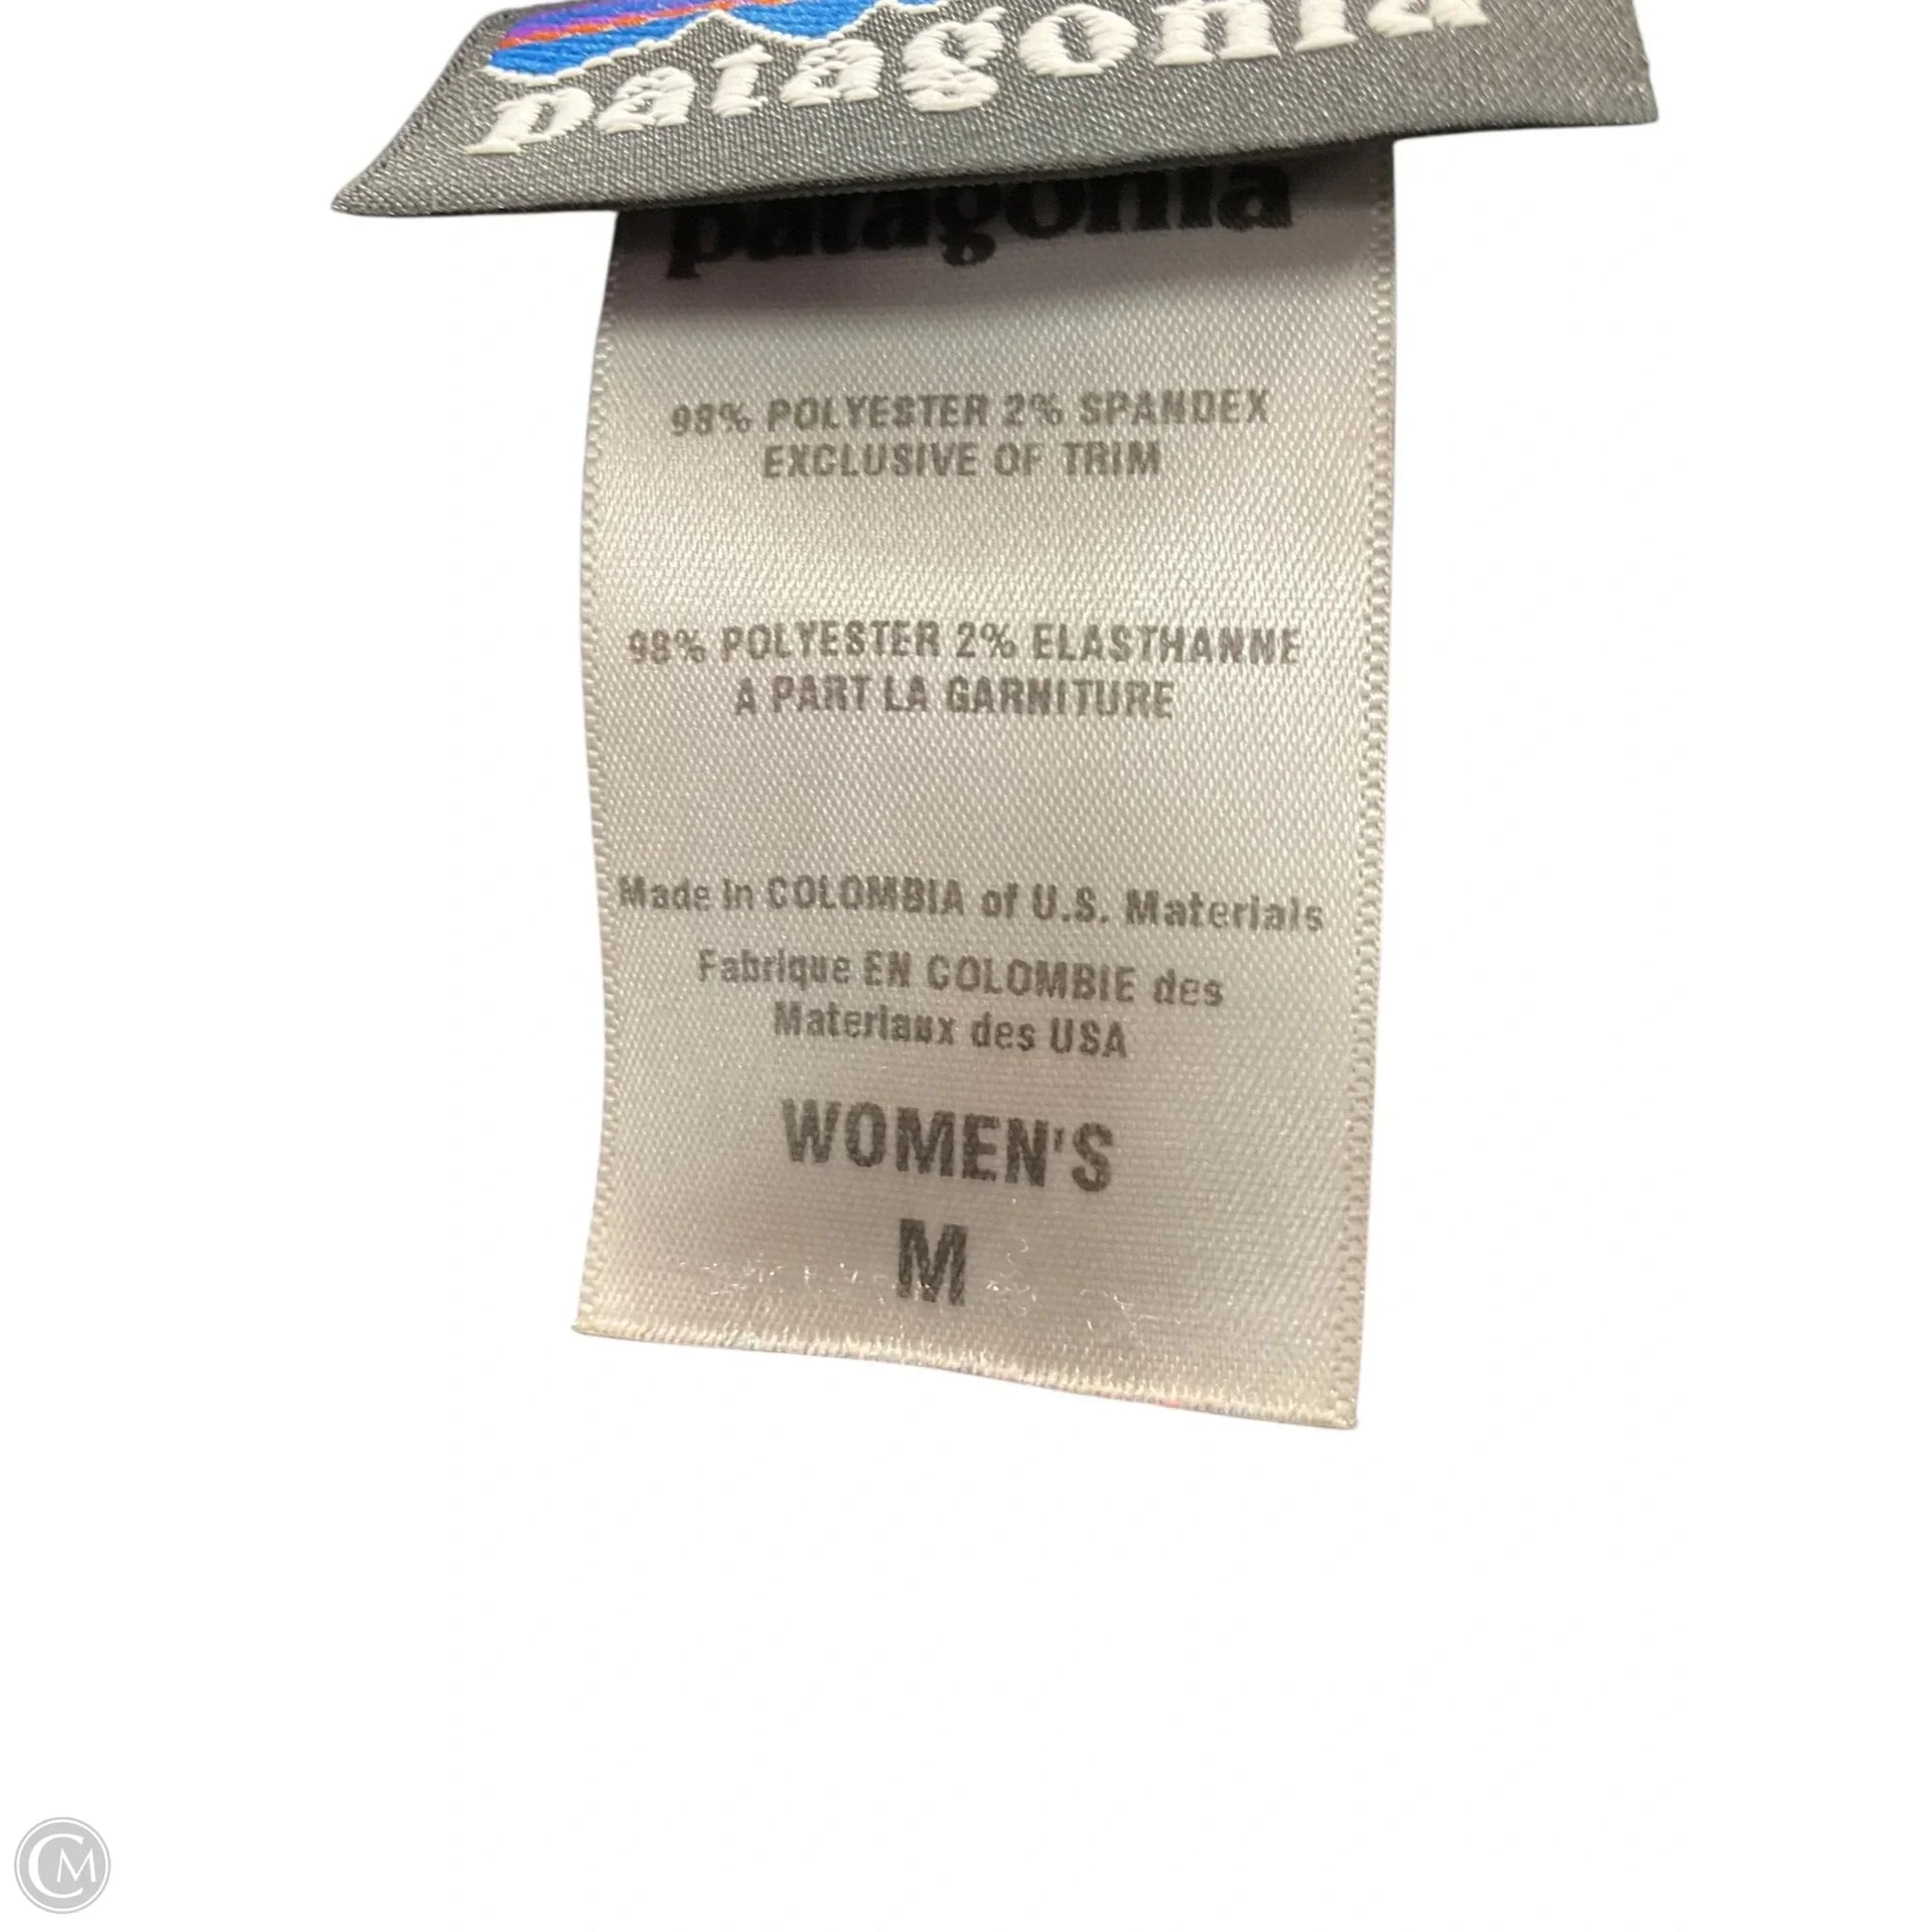 patagonia
patagonia
98% POLYESTER 2% SPANDEX
EXCLUSIVE OF TRIM
98% POLYESTER 2% ELASTHANNE
A PART LA GARNITURE
Made in COLOMBIA of U.S. Materials
Fabrique EN COLOMBIE des
Materiaux des USA
WOMEN'S
M
CM